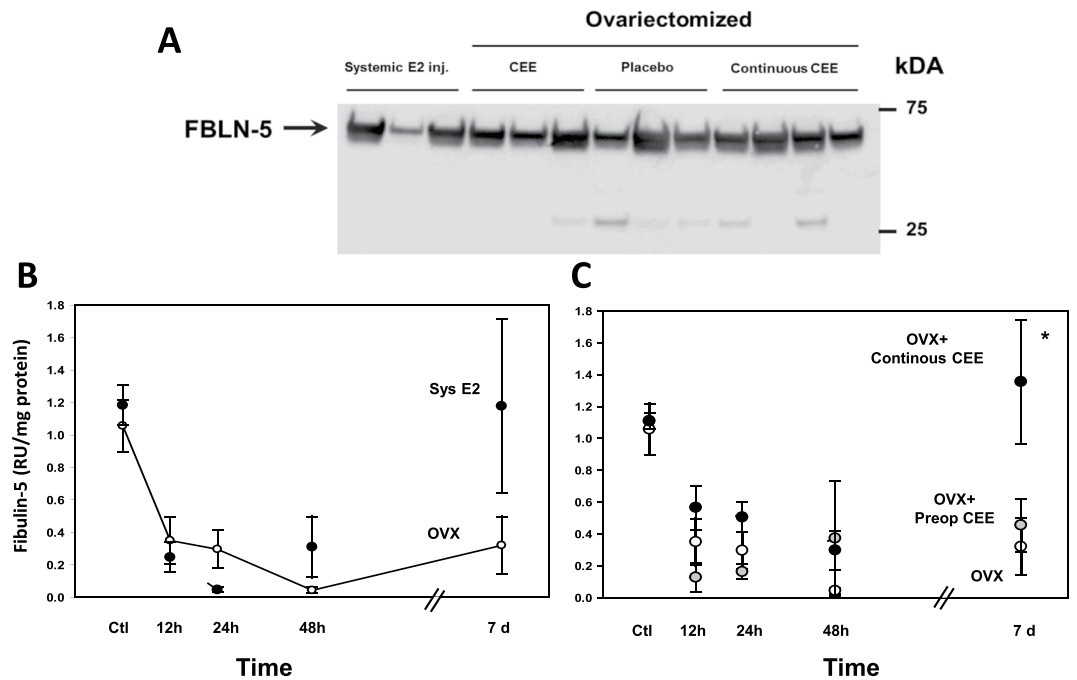 Ovariectomized
A
Systemic E2 inj.
CEE
Placebo
Continuous CEE
kDA
75
FBLN-5
25
B
Fibulin-5 (RU/mg protein)
1.8
1.6
1.4
1.2
1.0
0.8
0.6
0.4
0.2
0.0
Sys E2
OVX
Ctl 12h 24h 48h 7 d
Time
C
1.8
1.6
1.4
1.2
1.0
0.8
0.6
0.4
0.2
0.0
OVX+
Continous CEE
*
OVX+
Preop CEE
OVX
Ctl 12h 24h 48h 7 d
Time